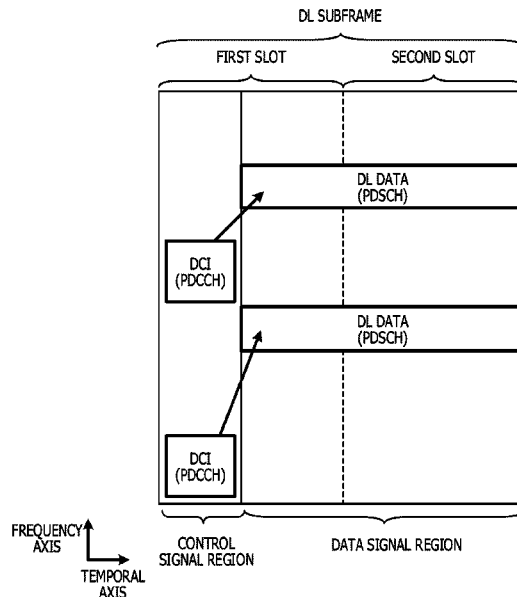 DL SUBFRAME
FIRST SLOT
SECOND SLOT
DL DATA
(PDSCH)
DCI
(PDCCH)
DL DATA
(PDSCH)
DCI
(PDCCH)
FREQUENCY
AXIS
TEMPORAL
AXIS
CONTROL
SIGNAL REGION
DATA SIGNAL REGION